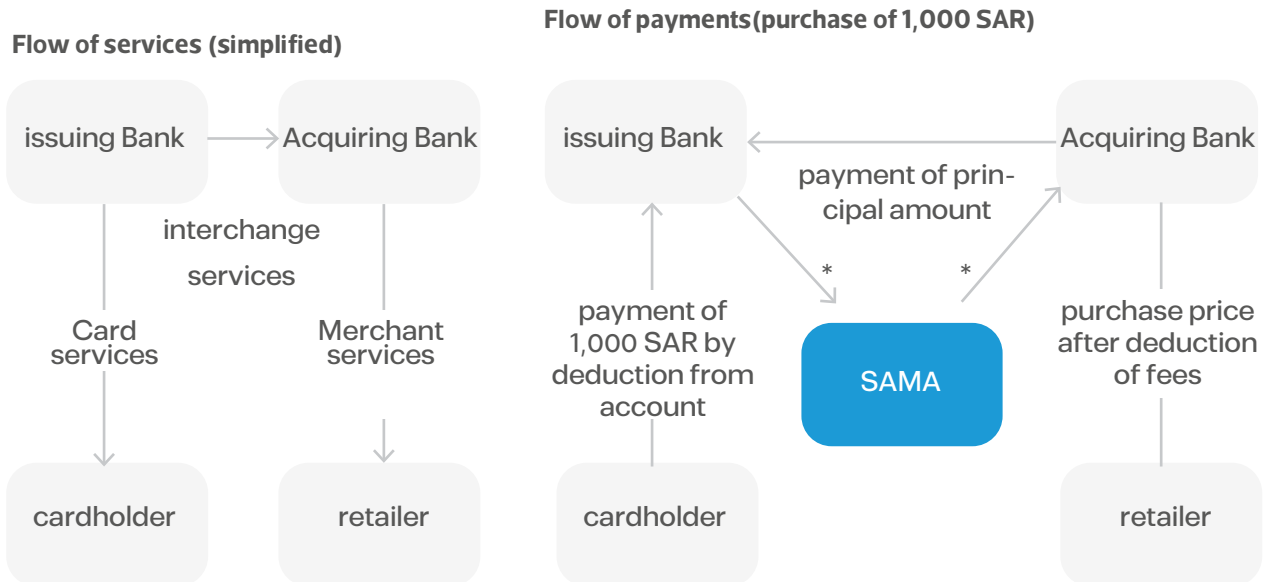 Flow of services (simplified)
issuing Bank
Acquiring Bank
interchange
services
Card
services
Merchant
services
cardholder
retailer
Flow of payments(purchase of 1,000 SAR)
issuing Bank
Acquiring Bank
payment of prin-
cipal amount
*
*
payment of
1,000 SAR by
deduction from
account
SAMA
purchase price
after deduction
of fees
cardholder
retailer